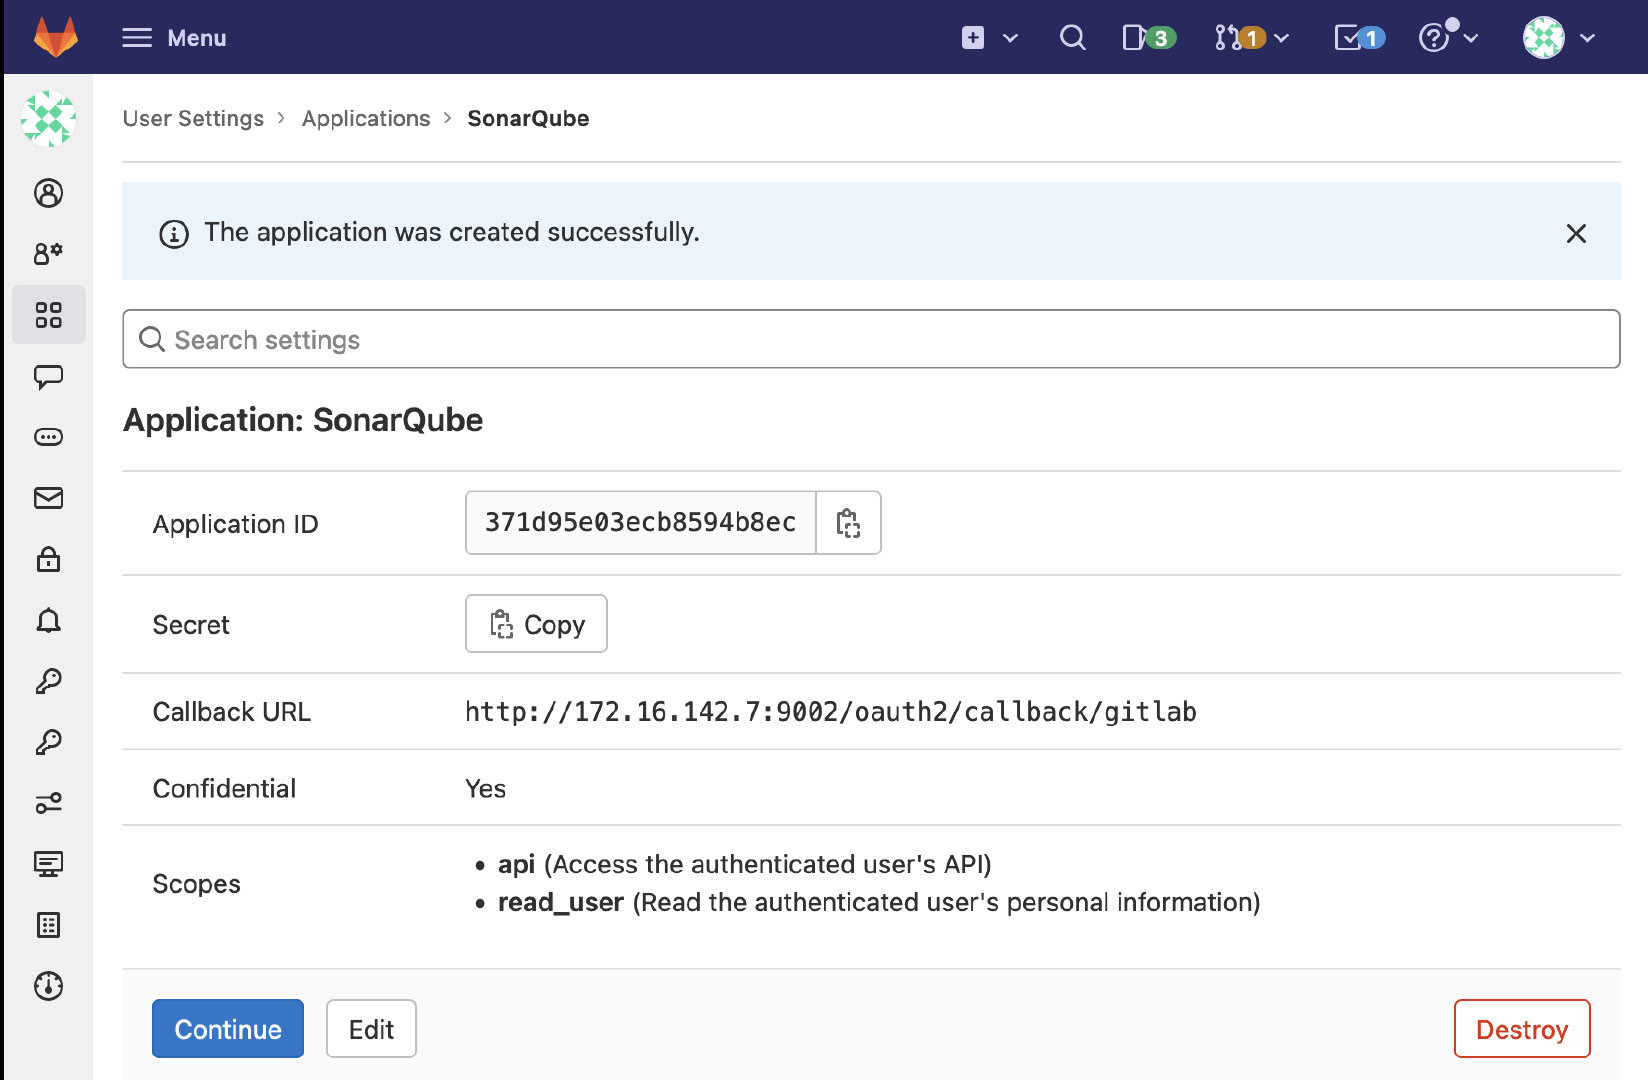 Menu
3
1
1
User Settings › Applications › SonarQube
The application was created successfully.
Search settings
Application: SonarQube
Application ID
371d95e03ecb8594b8ec
Secret
Copy
Callback URL
http://172.16.142.7:9002/oauth2/callback/gitlab
Confidential
Yes
Scopes
• api (Access the authenticated user's API)
• read_user (Read the authenticated user's personal information)
Continue
Edit
Destroy